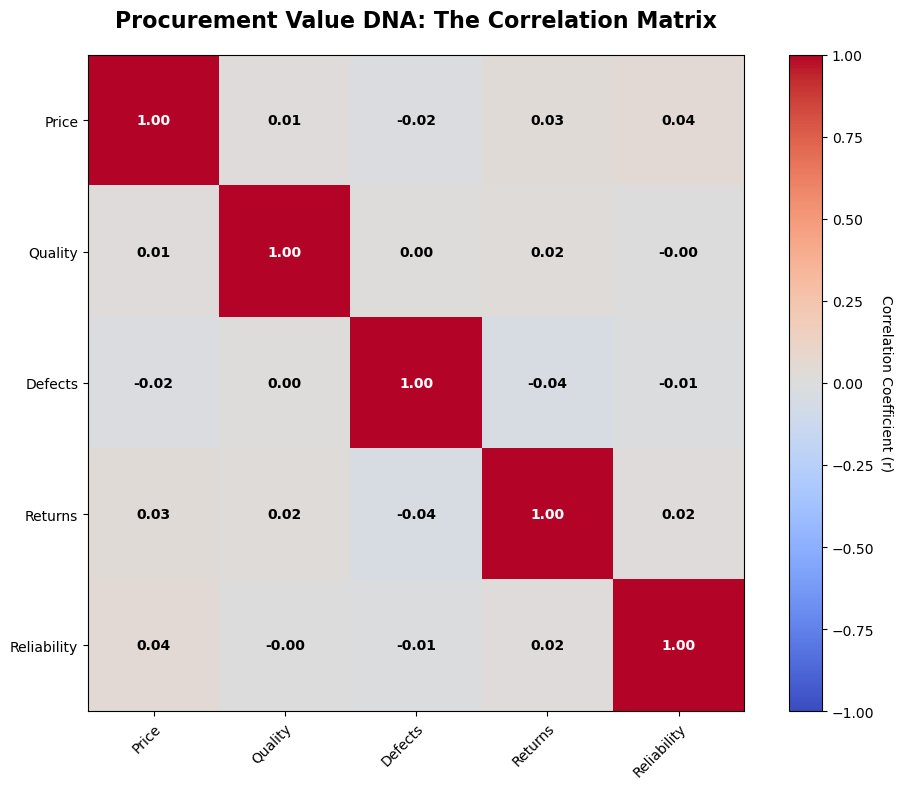 Procurement Value DNA: The Correlation Matrix
Price 1.00 0.01 -0.02 0.03 0.04
Quality 0.01 1.00 0.00 0.02 -0.00
Defects -0.02 0.00 1.00 -0.04 -0.01
Returns 0.03 0.02 -0.04 1.00 0.02
Reliability 0.04 -0.00 -0.01 0.02 1.00
Price Quality Defects Returns Reliability
1.00
0.75
0.50
0.25
0.00
−0.25
−0.50
−0.75
−1.00
Correlation Coefficient (r)